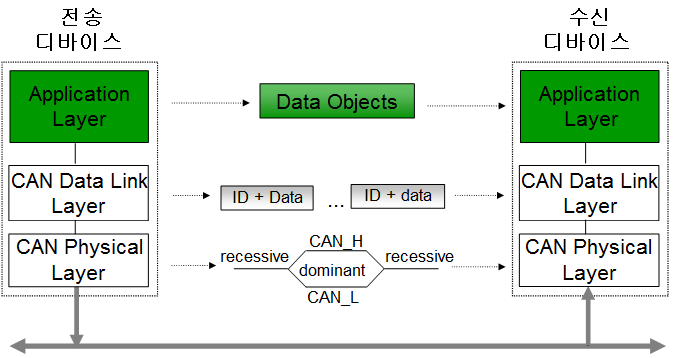 전송
디바이스
수신
디바이스
Application
Layer
Data Objects
Application
Layer
CAN Data Link
Layer
ID + Data
...
ID + data
CAN Data Link
Layer
CAN Physical
Layer
recessive
CAN_H
dominant
CAN_L
recessive
CAN Physical
Layer